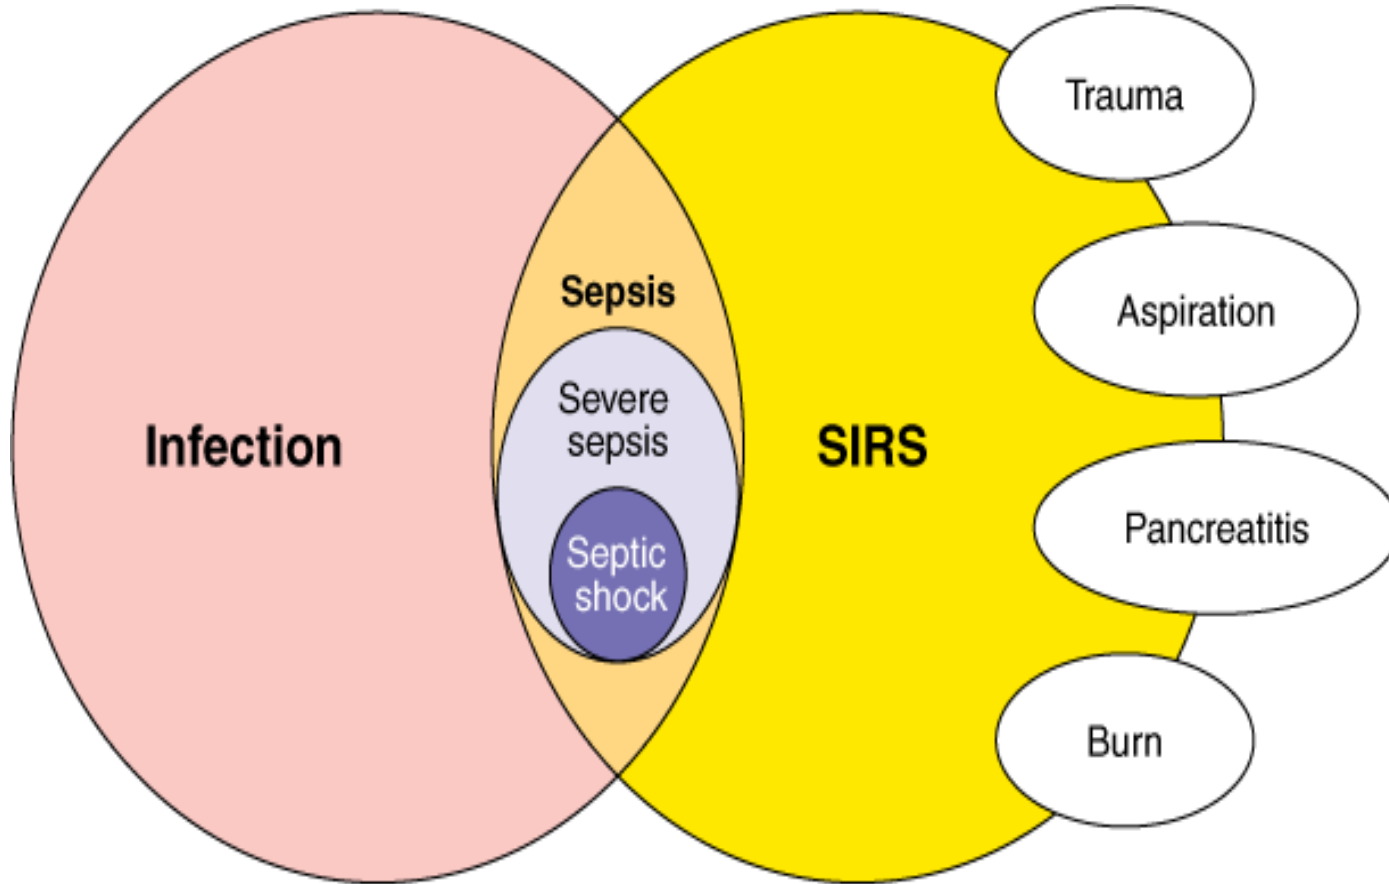 Infection
Sepsis
Severe
sepsis
Septic
shock
SIRS
Trauma
Aspiration
Pancreatitis
Burn